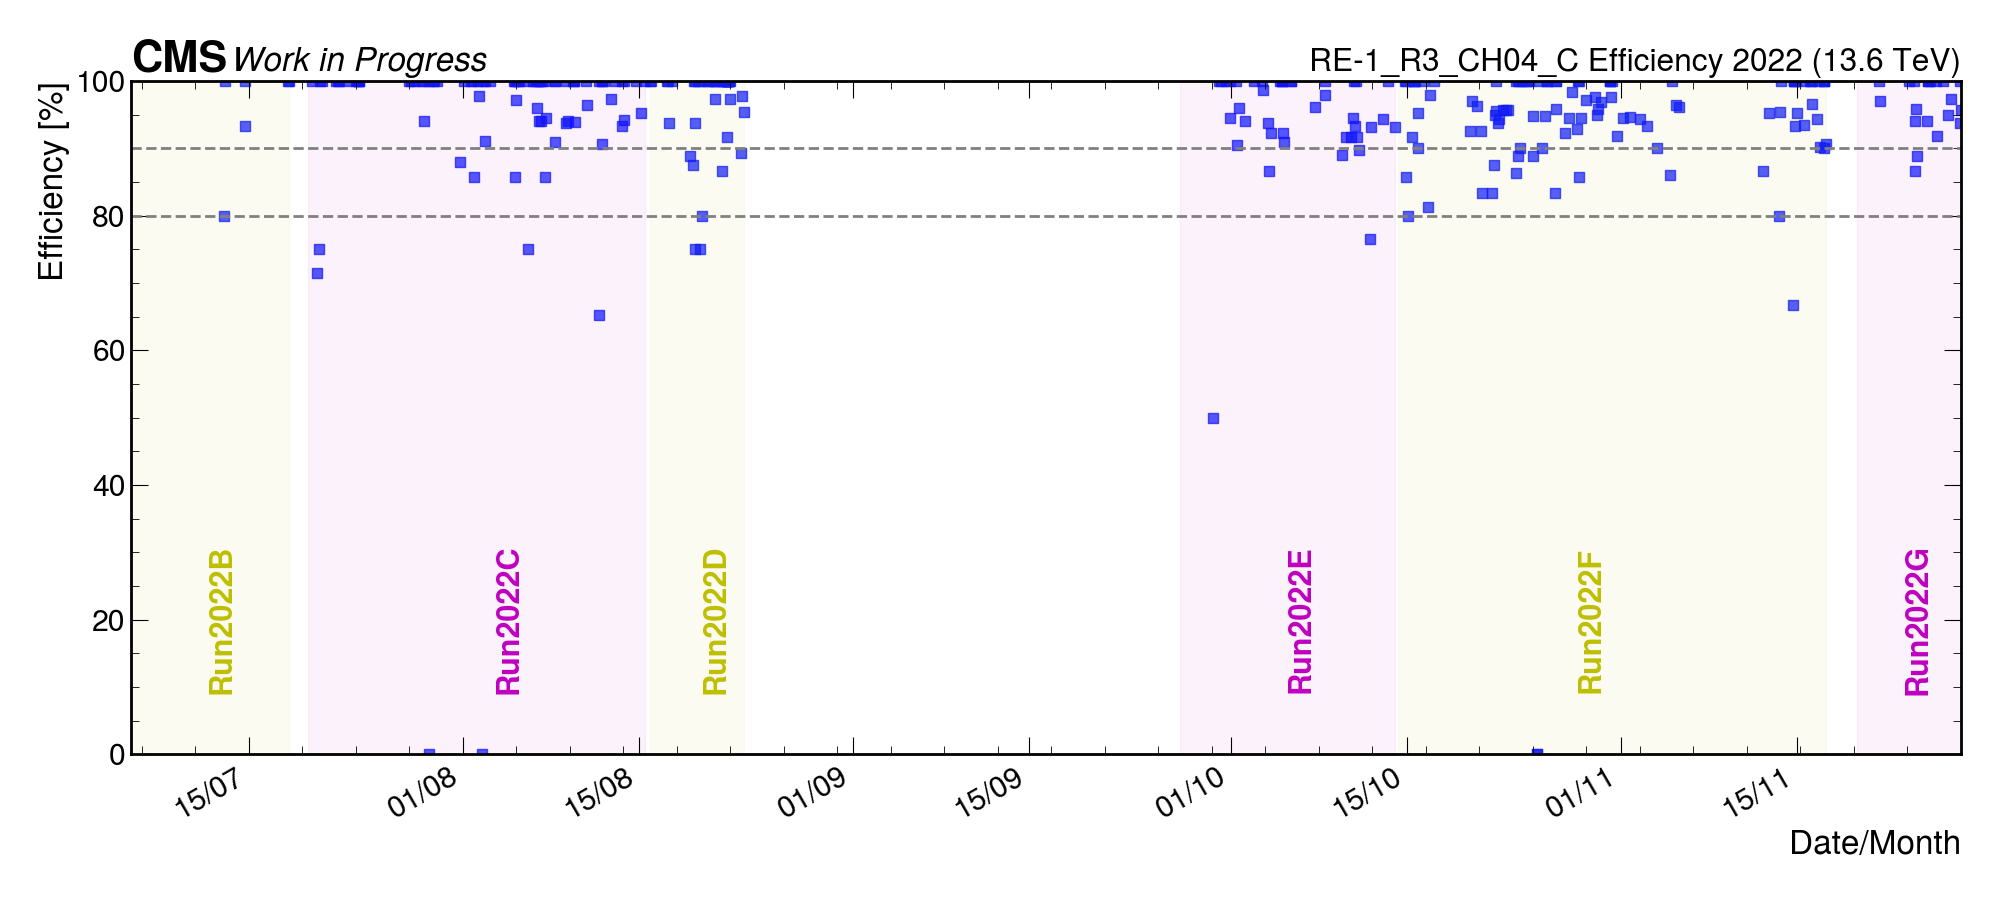 CMS Work in Progress
RE-1_R3_CH04_C Efficiency 2022 (13.6 TeV)
Efficiency [%]
100
80
60
40
20
0
Run2022B
Run2022C
Run2022D
Run2022E
Run2022F
Run2022G
15/07
01/08
15/08
01/09
15/09
01/10
15/10
01/11
15/11
Date/Month